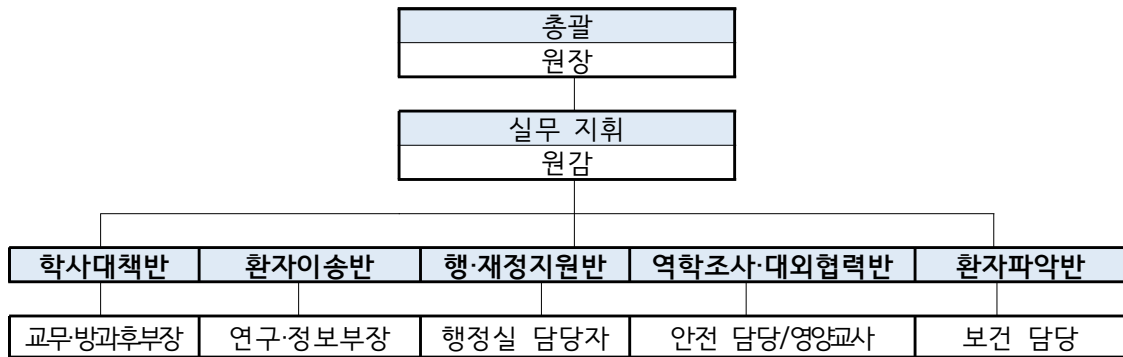 총괄
원장
실무 지휘
원감
학사대책반 환자이송반 행·재정지원반 역학조사·대외협력반 환자파악반
교무·방과후부장 연구·정보부장 행정실 담당자 안전 담당/영양교사 보건 담당